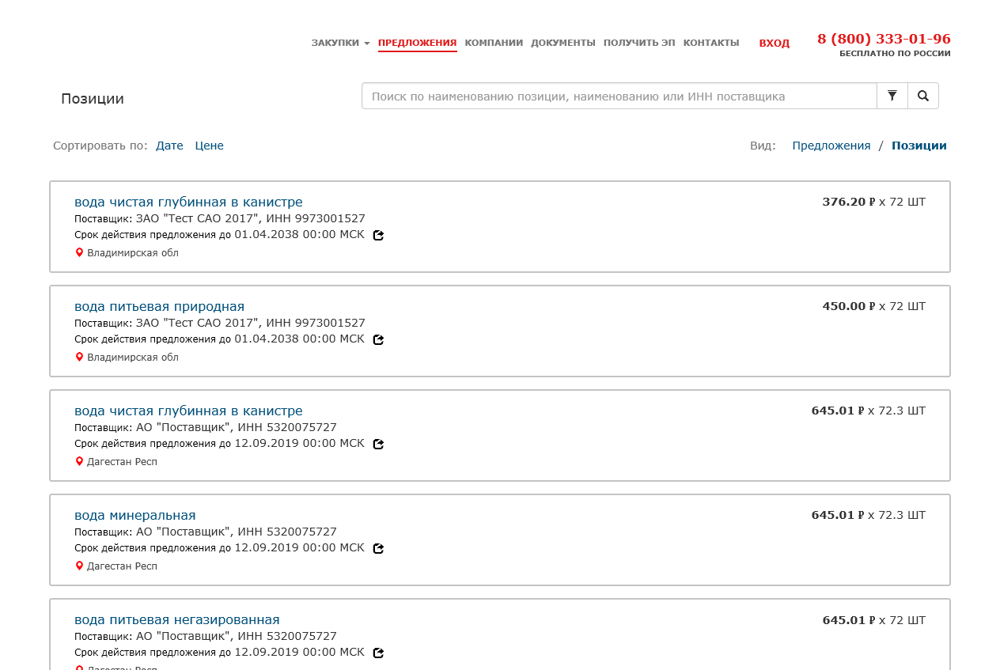 ЗАКУПКИ ПРЕДЛОЖЕНИЯ КОМПАНИИ ДОКУМЕНТЫ ПОЛУЧИТЬ ЭП КОНТАКТЫ ВХОД 8 (800) 333-01-96
БЕСПЛАТНО ПО РОССИИ
Позиции
Поиск по наименованию позиции, наименованию или ИНН поставщика
Сортировать по: Дате Цене Вид: Предложения / Позиции
вода чистая глубинная в канистре 376.20 ₽ x 72 ШТ
Поставщик: ЗАО "Тест САО 2017", ИНН 9973001527
Срок действия предложения до 01.04.2038 00:00 МСК
Владимирская обл
вода питьевая природная 450.00 ₽ x 72 ШТ
Поставщик: ЗАО "Тест САО 2017", ИНН 9973001527
Срок действия предложения до 01.04.2038 00:00 МСК
Владимирская обл
вода чистая глубинная в канистре 645.01 ₽ x 72.3 ШТ
Поставщик: АО "Поставщик", ИНН 5320075727
Срок действия предложения до 12.09.2019 00:00 МСК
Дагестан Респ
вода минеральная 645.01 ₽ x 72.3 ШТ
Поставщик: АО "Поставщик", ИНН 5320075727
Срок действия предложения до 12.09.2019 00:00 МСК
Дагестан Респ
вода питьевая негазированная 645.01 ₽ x 72 ШТ
Поставщик: АО "Поставщик", ИНН 5320075727
Срок действия предложения до 12.09.2019 00:00 МСК
Дагестан Респ